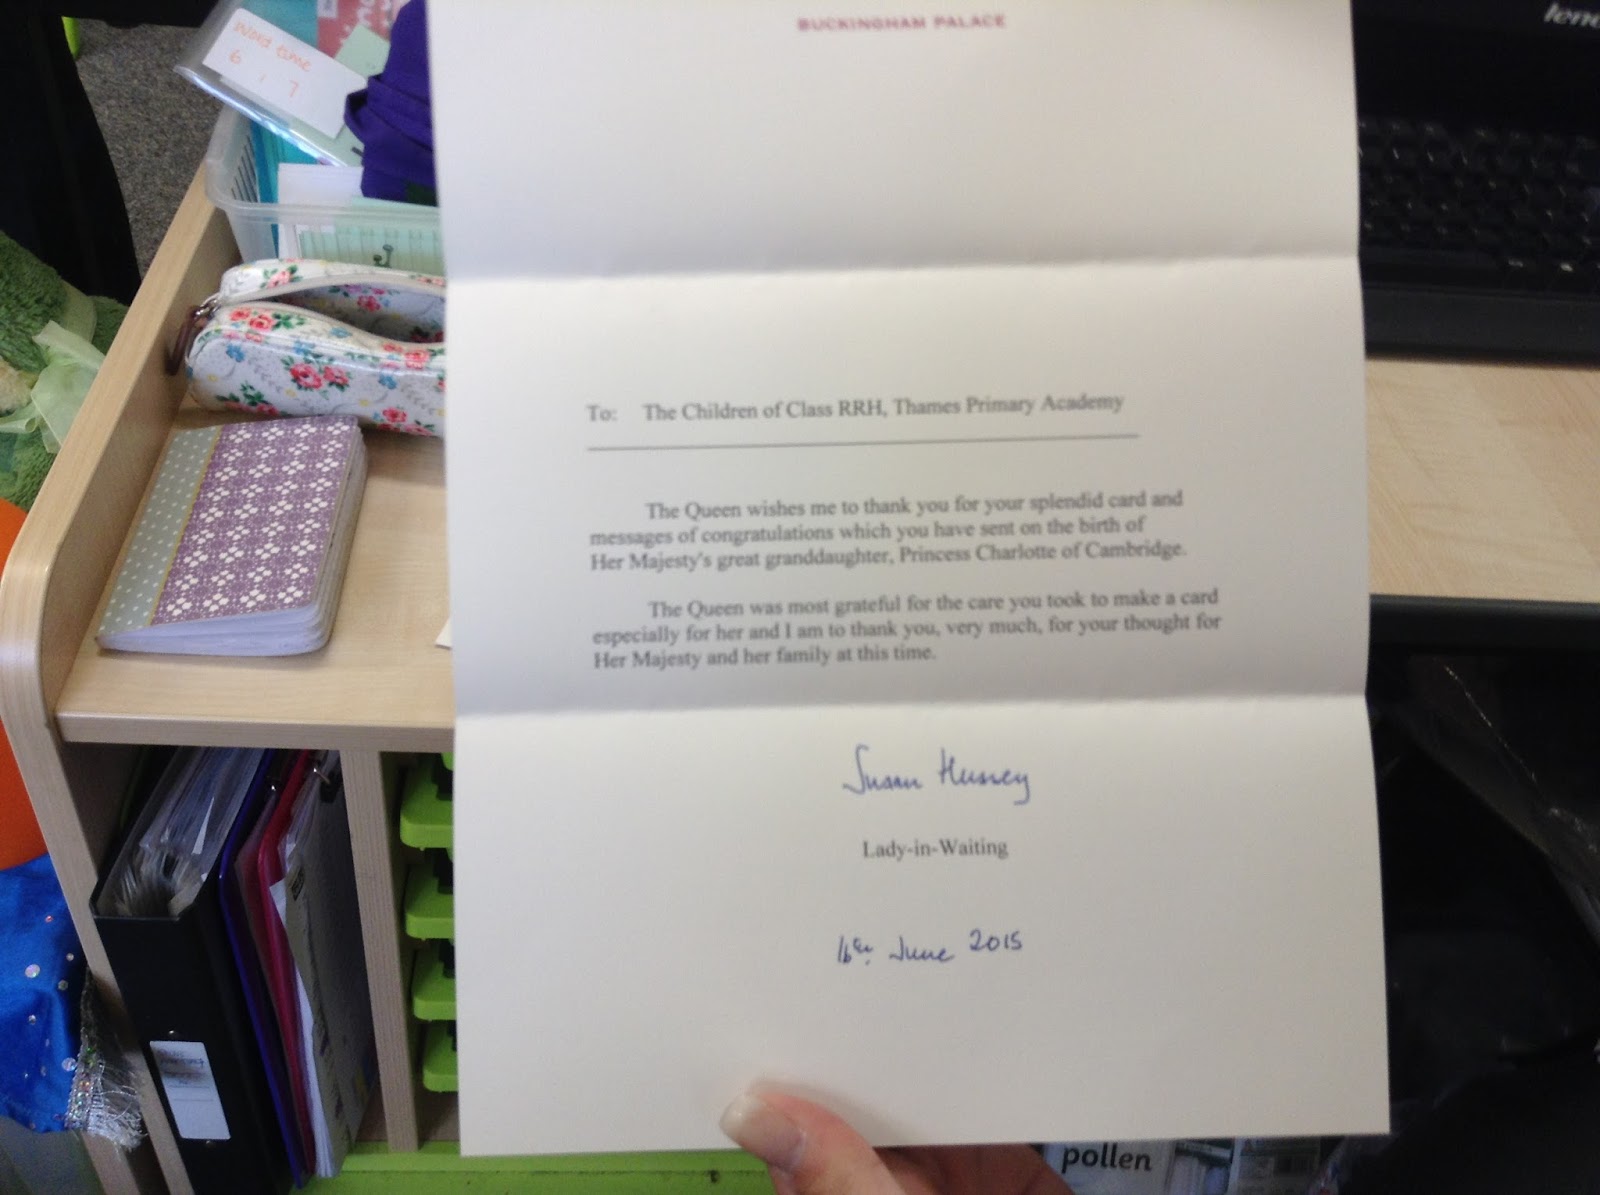 BUCKINGHAM PALACE
Word time
6, 7
To: The Children of Class RRH, Thames Primary Academy
The Queen wishes me to thank you for your splendid card and
messages of congratulations which you have sent on the birth of
Her Majesty's great granddaughter, Princess Charlotte of Cambridge.
The Queen was most grateful for the care you took to make a card
especially for her and I am to thank you, very much, for your thought for
Her Majesty and her family at this time.
Susan Hussey
Lady-in-Waiting
16th June 2015
pollen